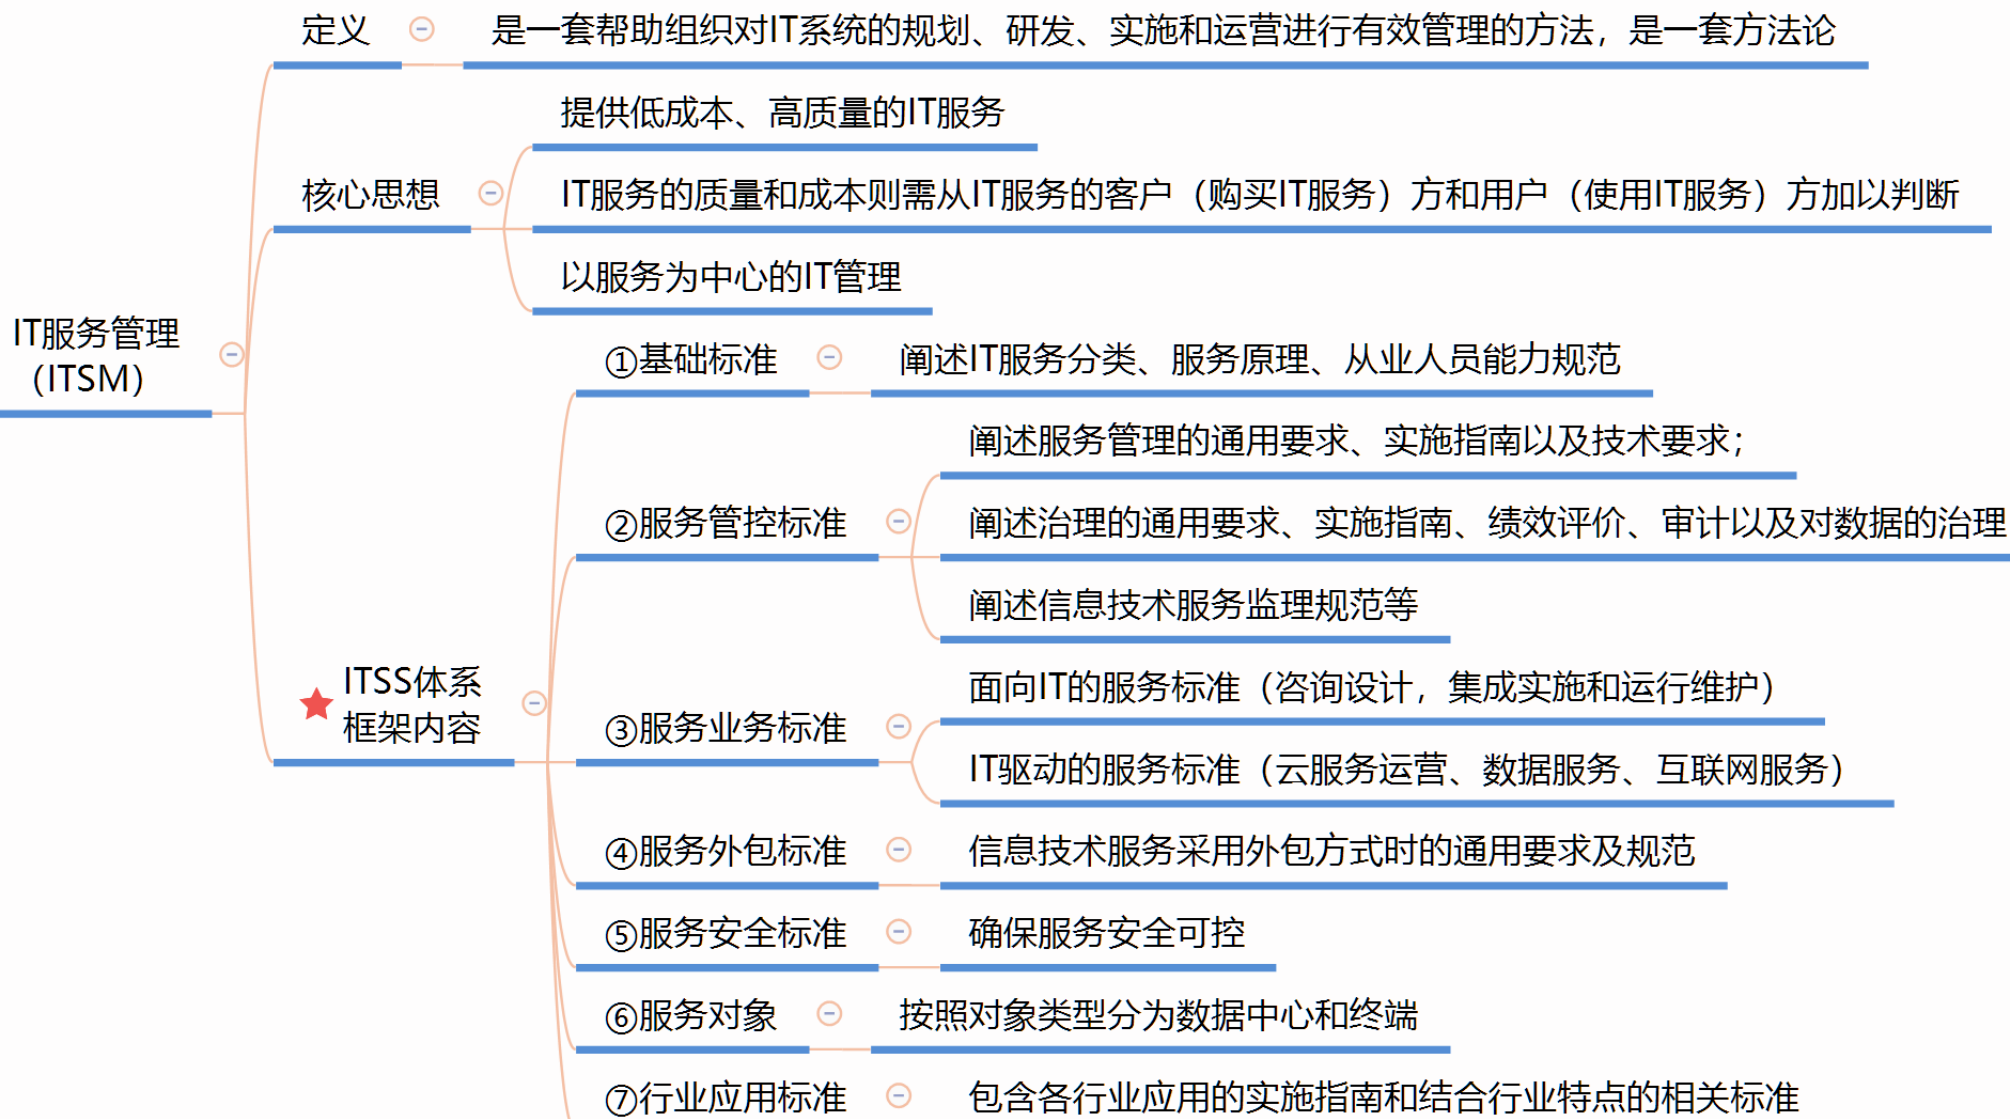 定义
是一套帮助组织对IT系统的规划、研发、实施和运营进行有效管理的方法，是一套方法论
提供低成本、高质量的IT服务
核心思想
IT服务的质量和成本则需从IT服务的客户（购买IT服务）方和用户（使用IT服务）方加以判断
以服务为中心的IT管理
IT服务管理
（ITSM）
①基础标准
阐述IT服务分类、服务原理、从业人员能力规范
阐述服务管理的通用要求、实施指南以及技术要求；
②服务管控标准
阐述治理的通用要求、实施指南、绩效评价、审计以及对数据的治理
阐述信息技术服务监理规范等
ITSS体系
框架内容
面向IT的服务标准（咨询设计，集成实施和运行维护）
③服务业务标准
IT驱动的服务标准（云服务运营、数据服务、互联网服务）
④服务外包标准
信息技术服务采用外包方式时的通用要求及规范
⑤服务安全标准
确保服务安全可控
⑥服务对象
按照对象类型分为数据中心和终端
⑦行业应用标准
包含各行业应用的实施指南和结合行业特点的相关标准